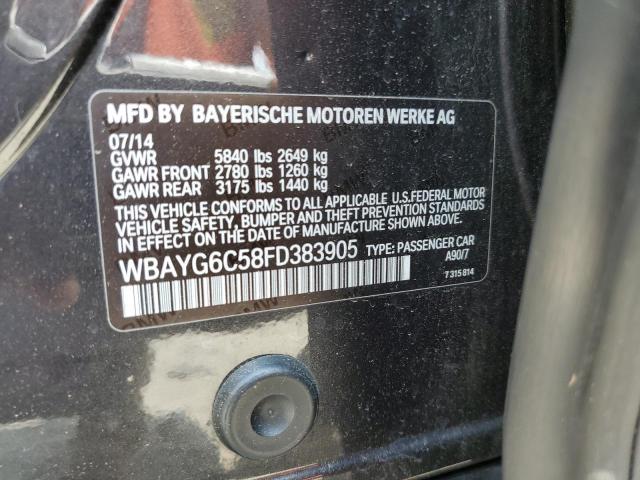 MFD BY BAYERISCHE MOTOREN WERKE AG
07/14
GVWR 5840 lbs 2649 kg
GAWR FRONT 2780 lbs 1260 kg
GAWR REAR 3175 lbs 1440 kg
THIS VEHICLE CONFORMS TO ALL APPLICABLE U.S.FEDERAL MOTOR
VEHICLE SAFETY, BUMPER AND THEFT PREVENTION STANDARDS
IN EFFECT ON THE DATE OF MANUFACTURE SHOWN ABOVE.
WBAYG6C58FD383905 TYPE: PASSENGER CAR
A90/7
7 315 814